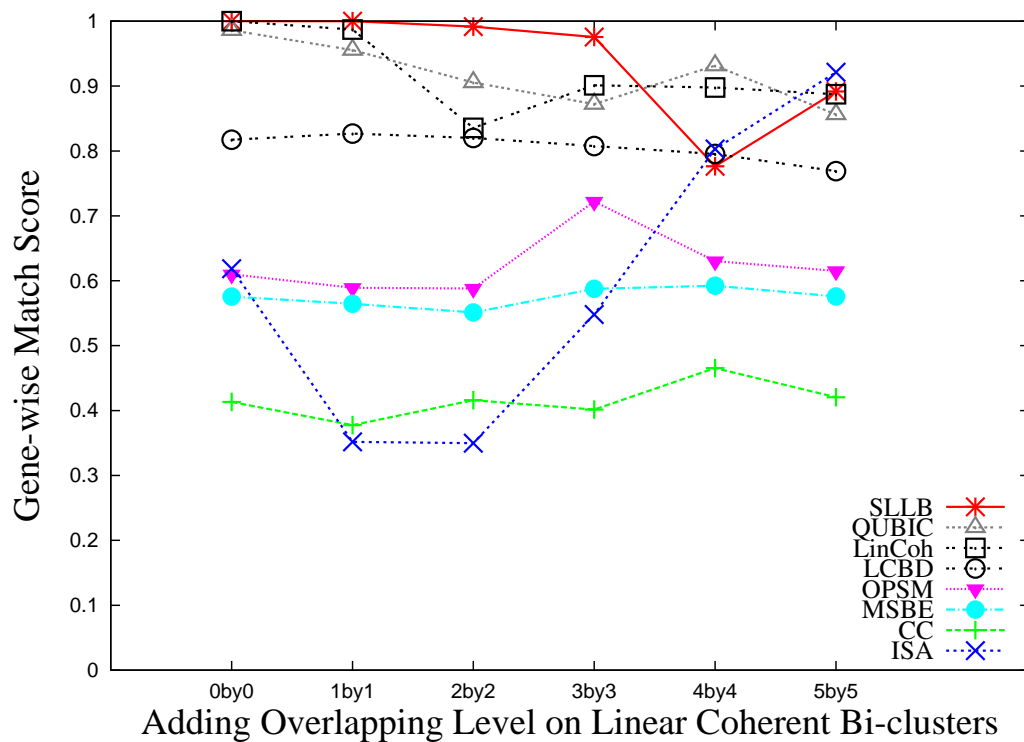 1
0.9
0.8
0.7
0.6
0.5
0.4
0.3
0.2
0.1
0
Gene-wise Match Score
SLLB
QUBIC
LinCoh
LCBD
OPSM
MSBE
CC
ISA
0by0 1by1 2by2 3by3 4by4 5by5
Adding Overlapping Level on Linear Coherent Bi-clusters